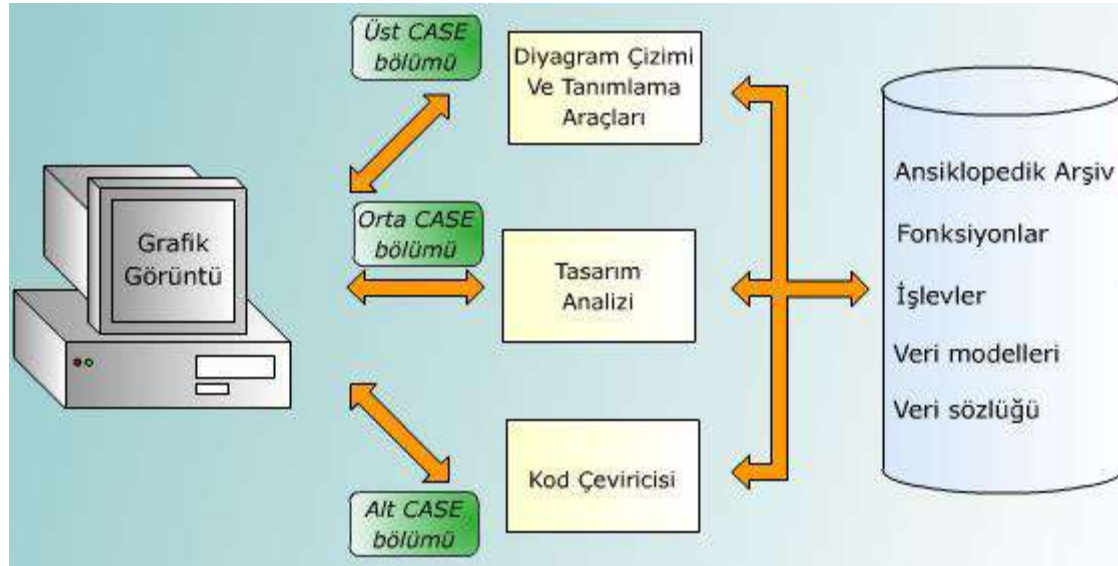 Grafik
Görüntü
Üst CASE
bölümü
Diyagram Çizimi
Ve Tanımlama
Araçları
Orta CASE
bölümü
Tasarım
Analizi
Alt CASE
bölümü
Kod Çeviricisi
Ansiklopedik Arşiv
Fonksiyonlar
İşlevler
Veri modelleri
Veri sözlüğü